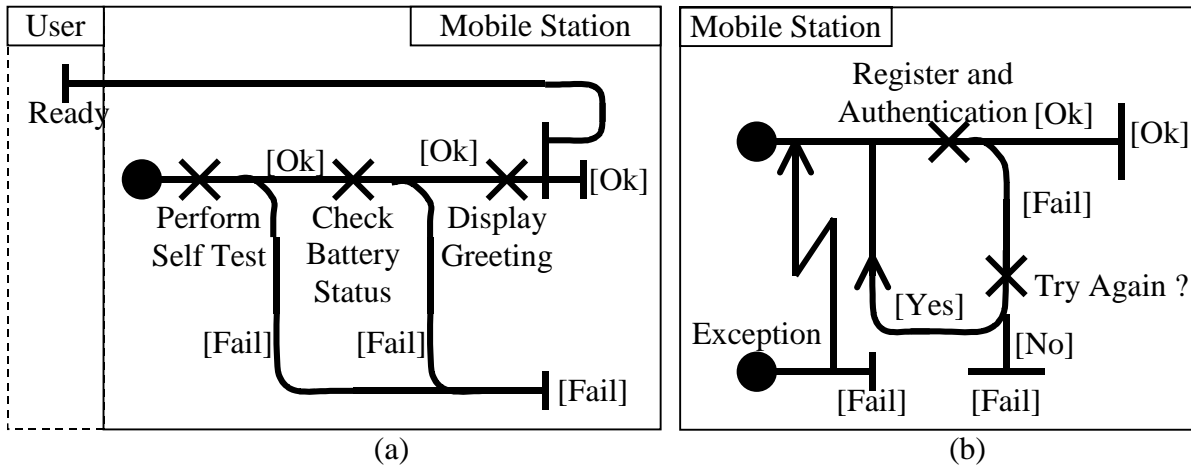 User
Mobile Station
Ready
[Ok]
[Ok]
[Ok]
Perform
Self Test
Check
Battery
Status
Display
Greeting
[Fail]
[Fail]
[Fail]
(a)
Mobile Station
Register and
Authentication
[Ok]
[Ok]
[Fail]
Try Again ?
[Yes]
Exception
[No]
[Fail]
[Fail]
(b)